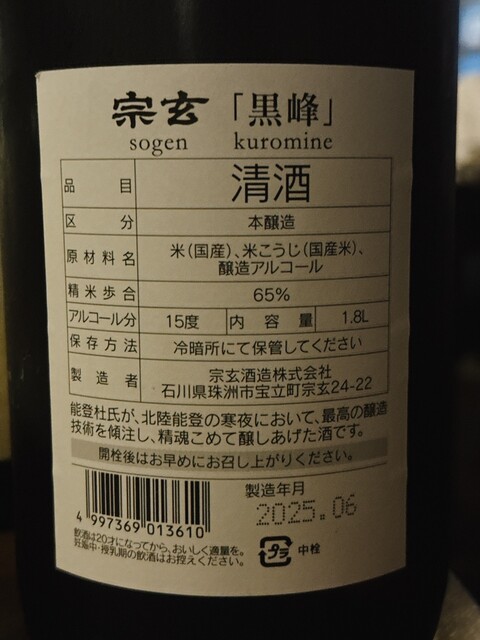 宗玄「黒峰」
sogen kuromine
品目 清酒
区分 本醸造
原材料名 米(国産)、米こうじ(国産米)、
醸造アルコール
精米歩合 65%
アルコール分 15度 内容量 1.8L
保存方法 冷暗所にて保管してください
製造者 宗玄酒造株式会社
石川県珠洲市宝立町宗玄24-22
能登杜氏が、北陸能登の寒夜において、最高の醸造
技術を傾注し、精魂こめて醸しあげた酒です。
開栓後はお早めにお召し上がりください。
4 997369 013610
製造年月
2025.06
飲酒は20才になってから、おいしく適量を。
妊娠中・授乳期の飲酒はお控えください。
プラ 中栓